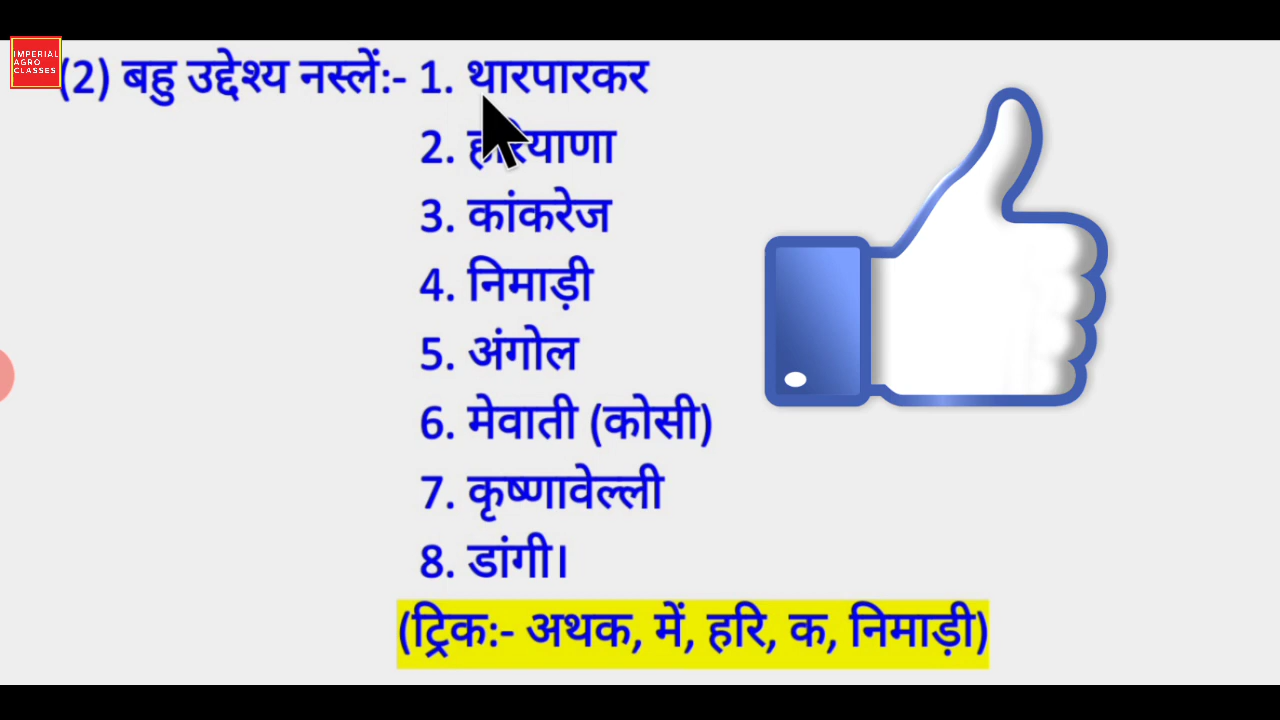 IMPERIAL
AGRO
CLASSES
(2) बहु उद्देश्य नस्लें:- 1. थारपारकर
2. हरियाणा
3. कांकरेज
4. निमाड़ी
5. अंगोल
6. मेवाती (कोसी)
7. कृष्णावेल्ली
8. डांगी।
(ट्रिक:- अथक, में, हरि, क, निमाड़ी)